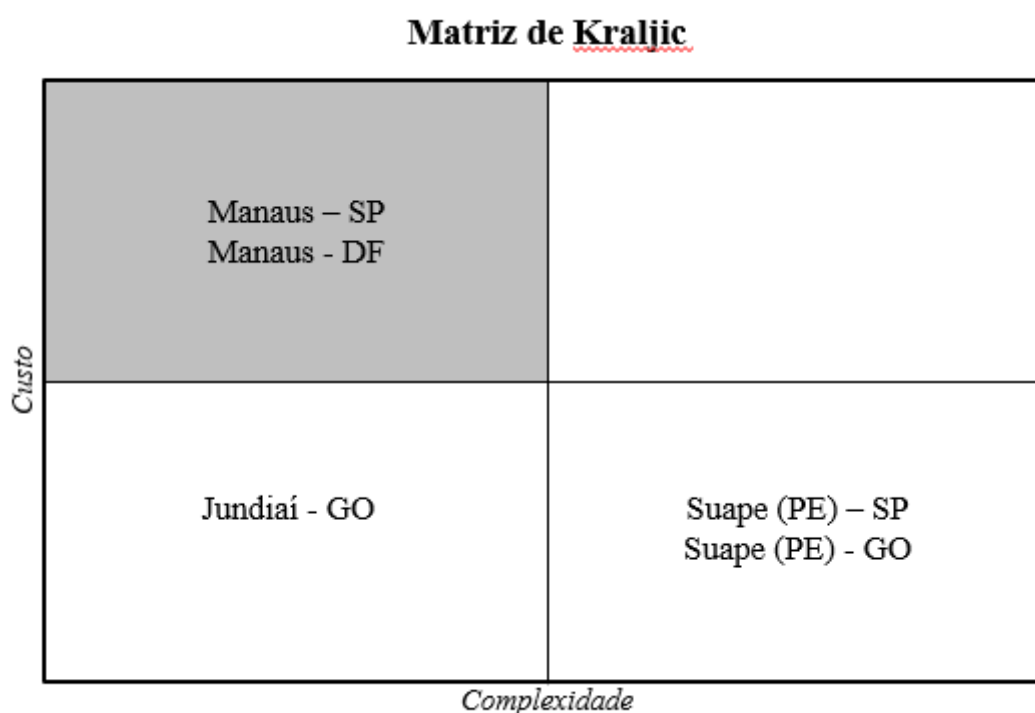 Matriz de Kraljic
Manaus – SP
Manaus - DF
Custo
Jundiaí - GO
Suape (PE) – SP
Suape (PE) - GO
Complexidade